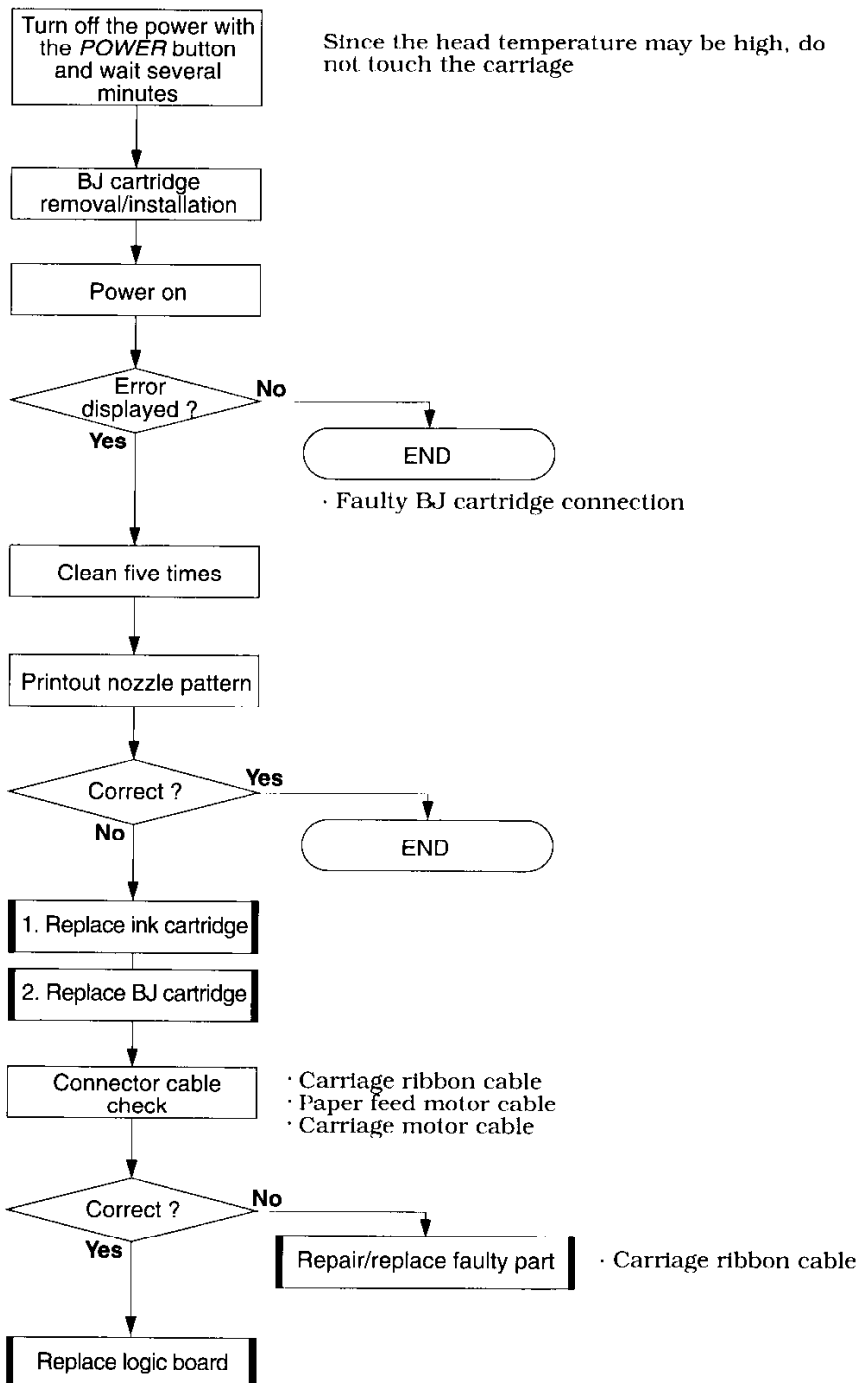 Turn off the power with
the POWER button
and wait several
minutes
Since the head temperature may be high, do
not touch the carriage
BJ cartridge
removal/installation
Power on
Error
displayed ?
No
Yes
END
· Faulty BJ cartridge connection
Clean five times
Printout nozzle pattern
Correct ?
Yes
No
END
1. Replace ink cartridge
2. Replace BJ cartridge
Connector cable
check
· Carriage ribbon cable
· Paper feed motor cable
· Carriage motor cable
Correct ?
No
Yes
Repair/replace faulty part
· Carriage ribbon cable
Replace logic board